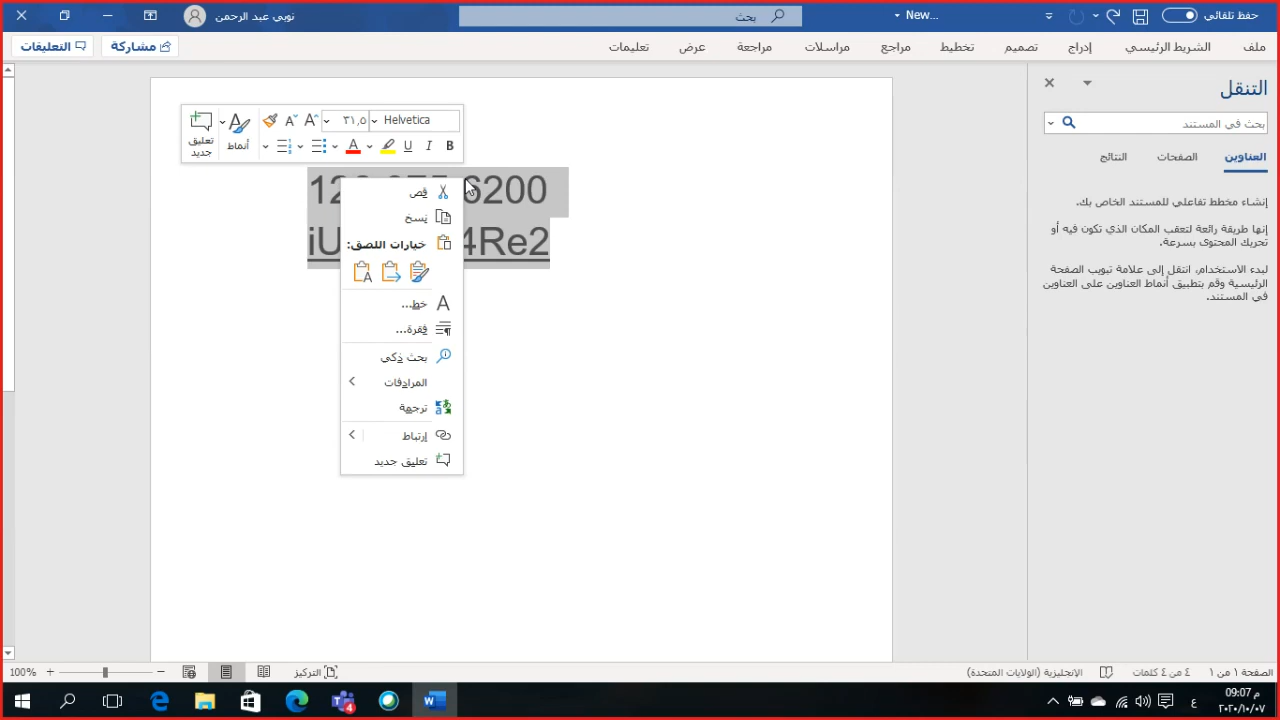 حفظ تلقائي
New...
بحث
نوبي عبد الرحمن
ملف
الشريط الرئيسي
إدراج
تصميم
تخطيط
مراجع
مراسلات
مراجعة
عرض
تعليمات
مشاركة
التعليقات
التنقل
بحث في المستند
العناوين
الصفحات
النتائج
إنشاء مخطط تفاعلي للمستند الخاص بك.
إنها طريقة رائعة لتعقب المكان الذي تكون فيه أو
تحريك المحتوى بسرعة.
لبدء الاستخدام، انتقل إلى علامة تبويب الصفحة
الرئيسية وقم بتطبيق أنماط العناوين على العناوين
في المستند.
Helvetica
٣١,٥
B I U
أنماط
تعليق
جديد
6200
iU 4Re2
قص
نسخ
خيارات اللصق:
خط...
فقرة...
بحث ذكي
المرادفات
ترجمة
إرتباط
تعليق جديد
الصفحة ١ من ١
٤ من ٤ كلمات
الإنجليزية (الولايات المتحدة)
التركيز
100%
09:07 م
٢٠٢٠/١٠/٠٧
ع
4